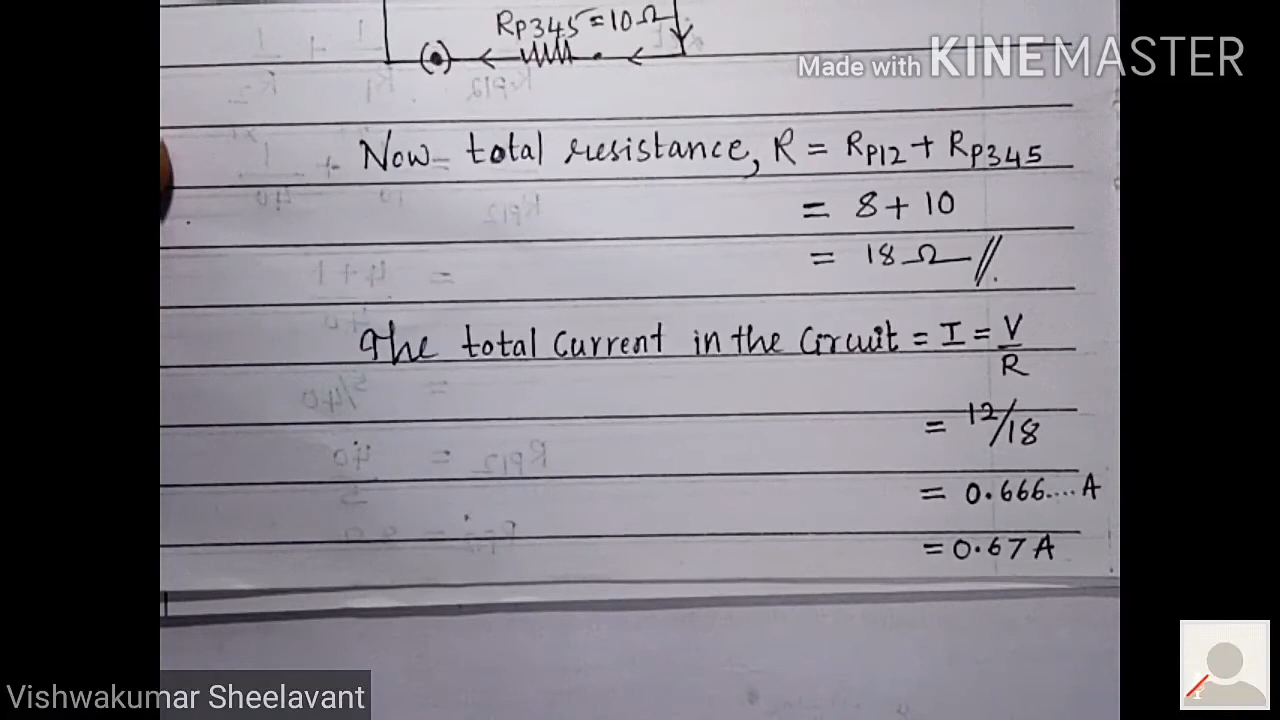 Rp345=10Ω
Made with KINEMASTER
Now total resistance, R = Rp12 + Rp345
= 8 + 10
= 18 Ω //
The total current in the circuit = I = V/R
= 12/18
= 0.666.... A
= 0.67 A
Vishwakumar Sheelavant